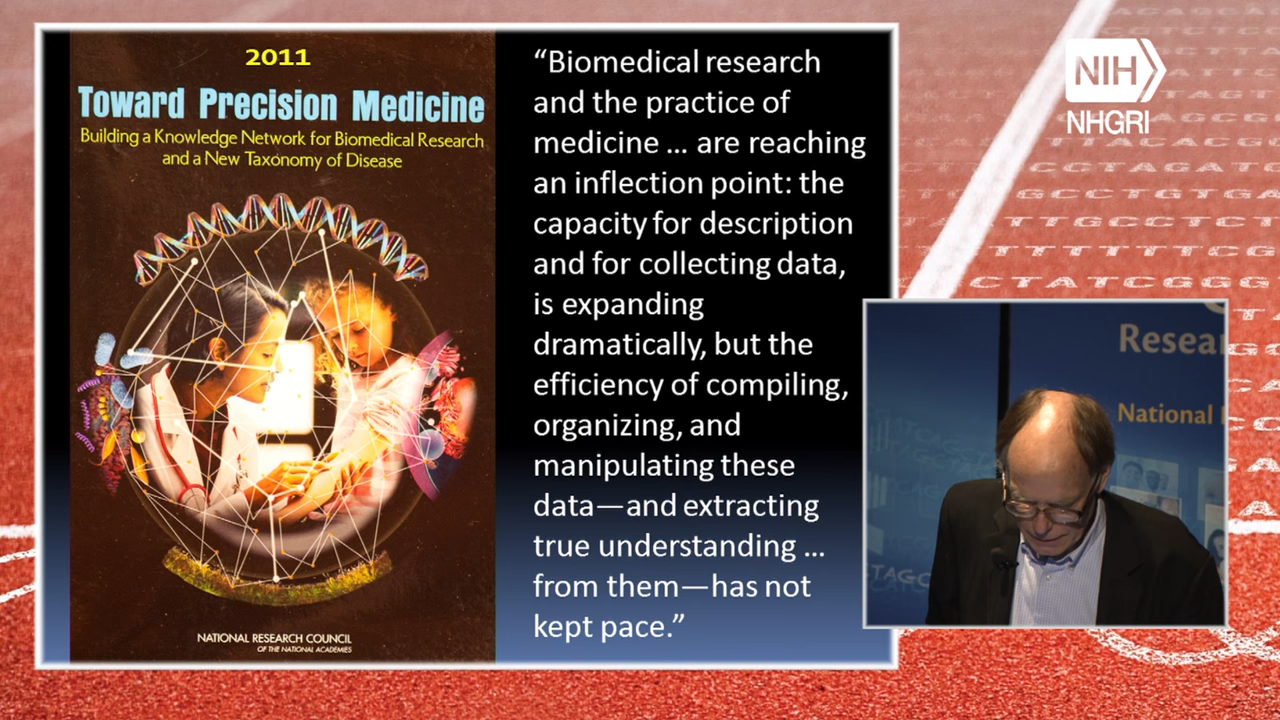 2011
Toward Precision Medicine
Building a Knowledge Network for Biomedical Research
and a New Taxonomy of Disease
NATIONAL RESEARCH COUNCIL
OF THE NATIONAL ACADEMIES
“Biomedical research
and the practice of
medicine ... are reaching
an inflection point: the
capacity for description
and for collecting data,
is expanding
dramatically, but the
efficiency of compiling,
organizing, and
manipulating these
data—and extracting
true understanding ...
from them—has not
kept pace.”
NIH
NHGRI
TTGCCTCT
CTATCGGG
Resear
National